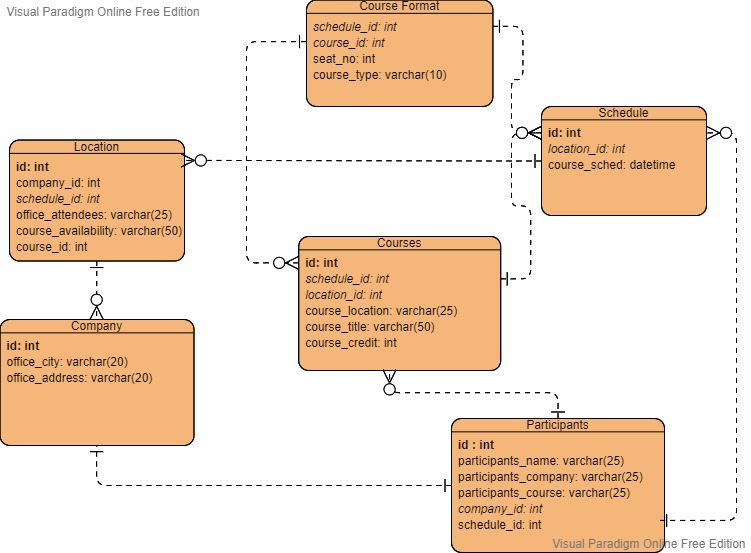 Visual Paradigm Online Free Edition
Course Format
schedule_id: int
course_id: int
seat_no: int
course_type: varchar(10)
Schedule
id: int
location_id: int
course_sched: datetime
Location
id: int
company_id: int
schedule_id: int
office_attendees: varchar(25)
course_availability: varchar(50)
course_id: int
Courses
id: int
schedule_id: int
location_id: int
course_location: varchar(25)
course_title: varchar(50)
course_credit: int
Company
id: int
office_city: varchar(20)
office_address: varchar(20)
Participants
id : int
participants_name: varchar(25)
participants_company: varchar(25)
participants_course: varchar(25)
company_id: int
schedule_id: int
Visual Paradigm Online Free Edition